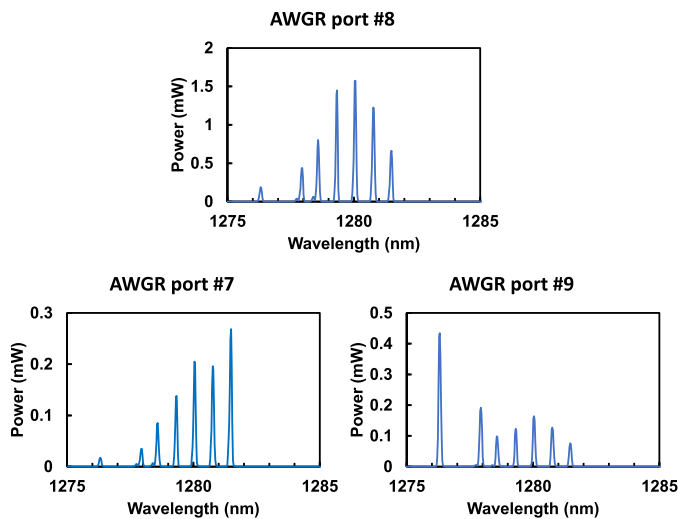 AWGR port #8
2
1.5
1
0.5
0
Power (mW)
1275
1280
1285
Wavelength (nm)
AWGR port #7
0.3
0.2
0.1
0
Power (mW)
1275
1280
1285
Wavelength (nm)
AWGR port #9
0.5
0.4
0.3
0.2
0.1
0
Power (mW)
1275
1280
1285
Wavelength (nm)